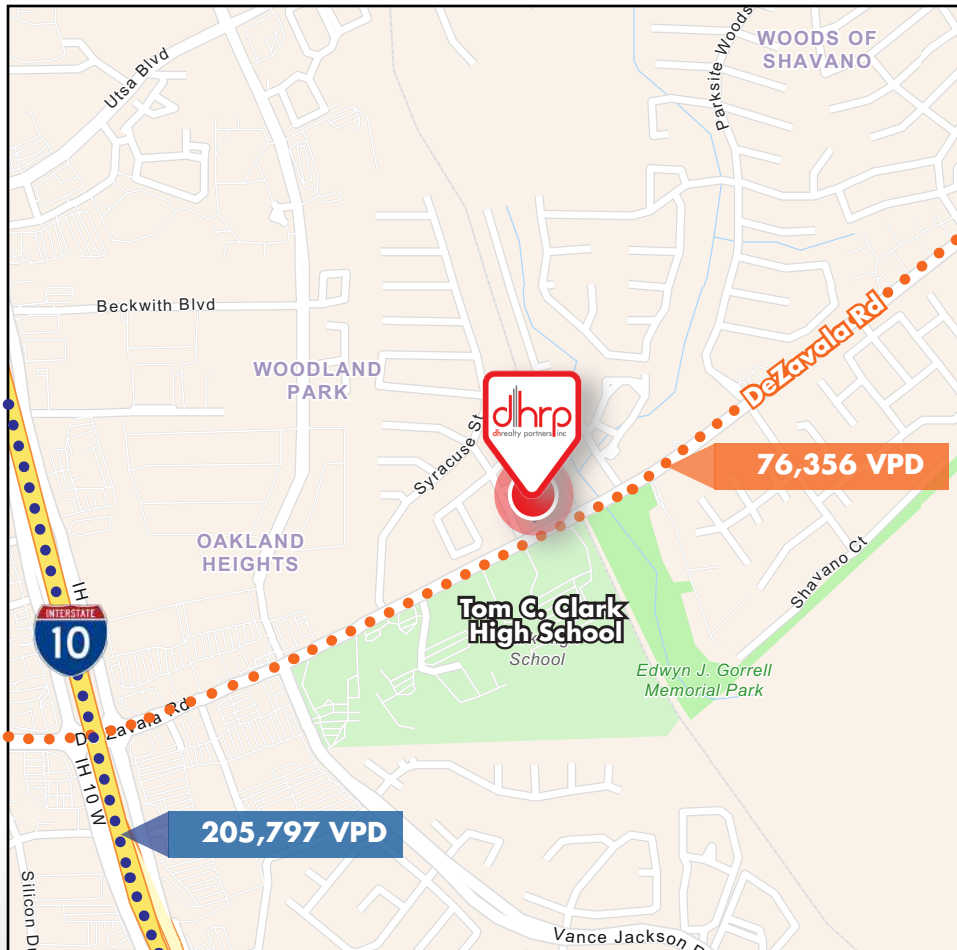 WOODS OF
SHAVANO
Utsa Blvd
Parksite Woods
Beckwith Blvd
DeZavala Rd
WOODLAND
PARK
dhrp
dhrealty partners, inc
Syracuse St
76,356 VPD
OAKLAND
HEIGHTS
Shavano Ct
IH
INTERSTATE
10
Tom C. Clark
High School
School
Edwyn J. Gorrell
Memorial Park
De Zavala Rd
IH 10 W
205,797 VPD
Silicon Dr
Vance Jackson